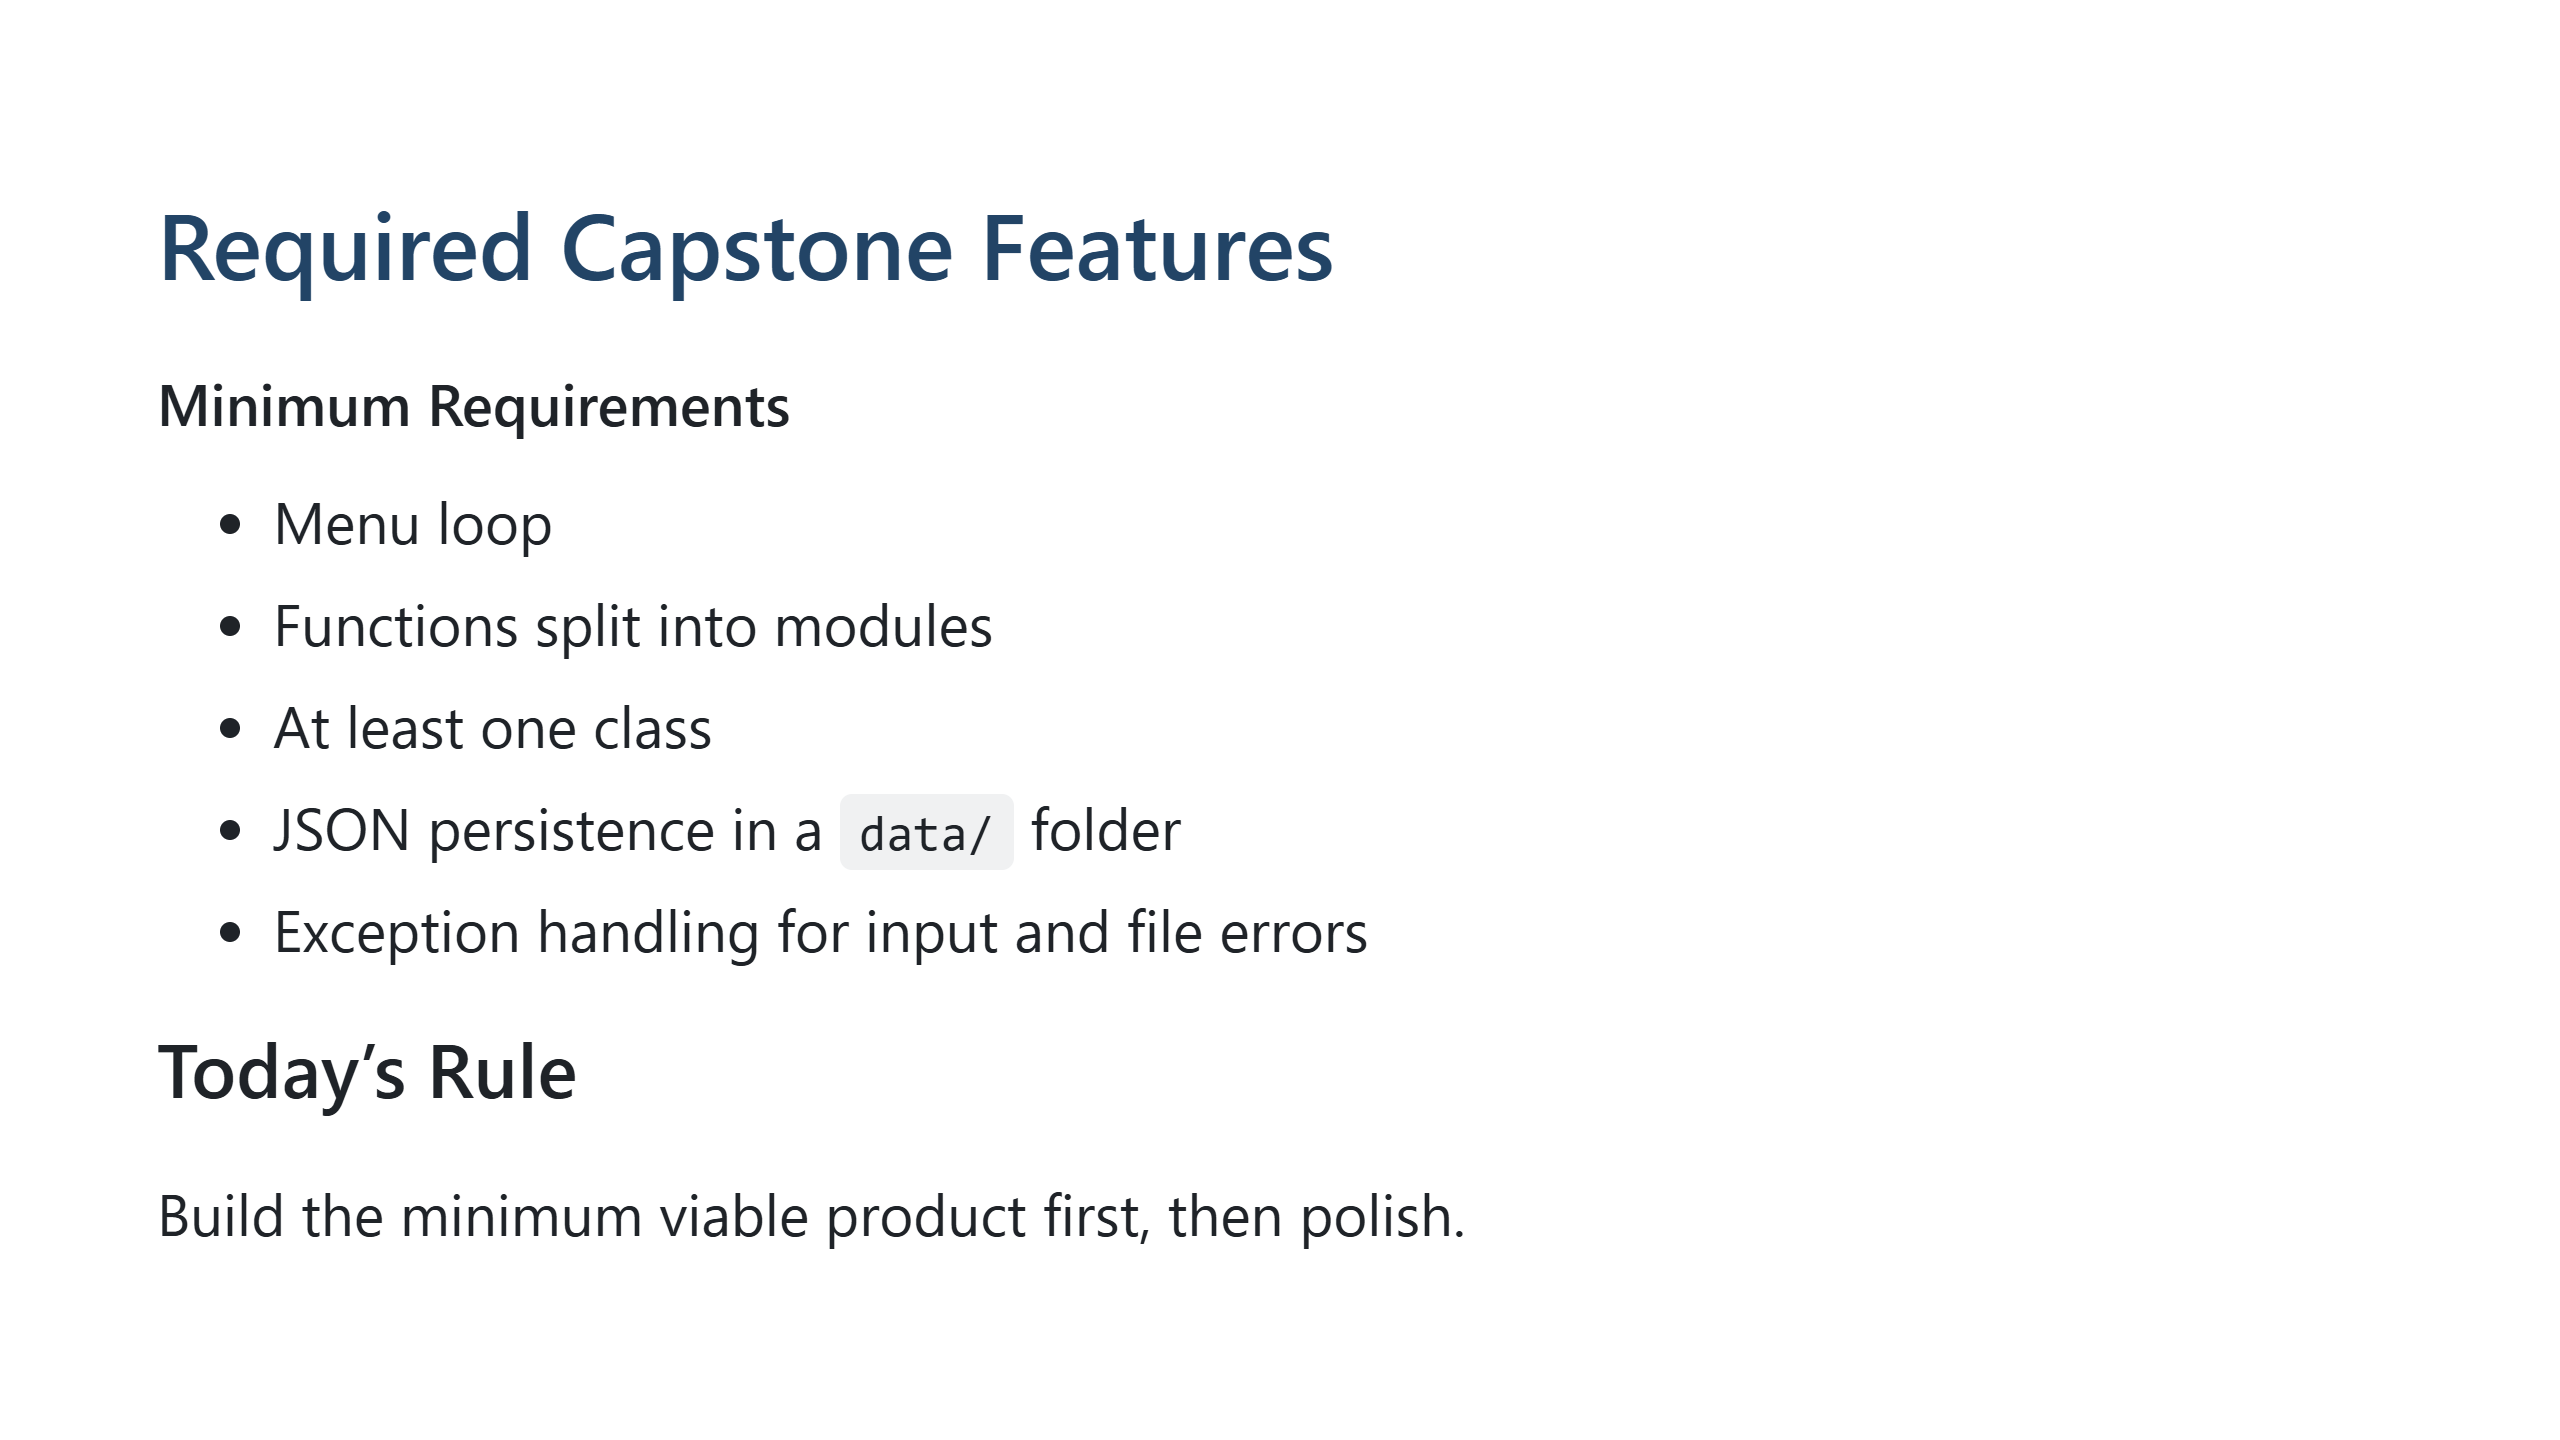 Required Capstone Features
Minimum Requirements
• Menu loop
• Functions split into modules
• At least one class
• JSON persistence in a data/ folder
• Exception handling for input and file errors
Today’s Rule
Build the minimum viable product first, then polish.